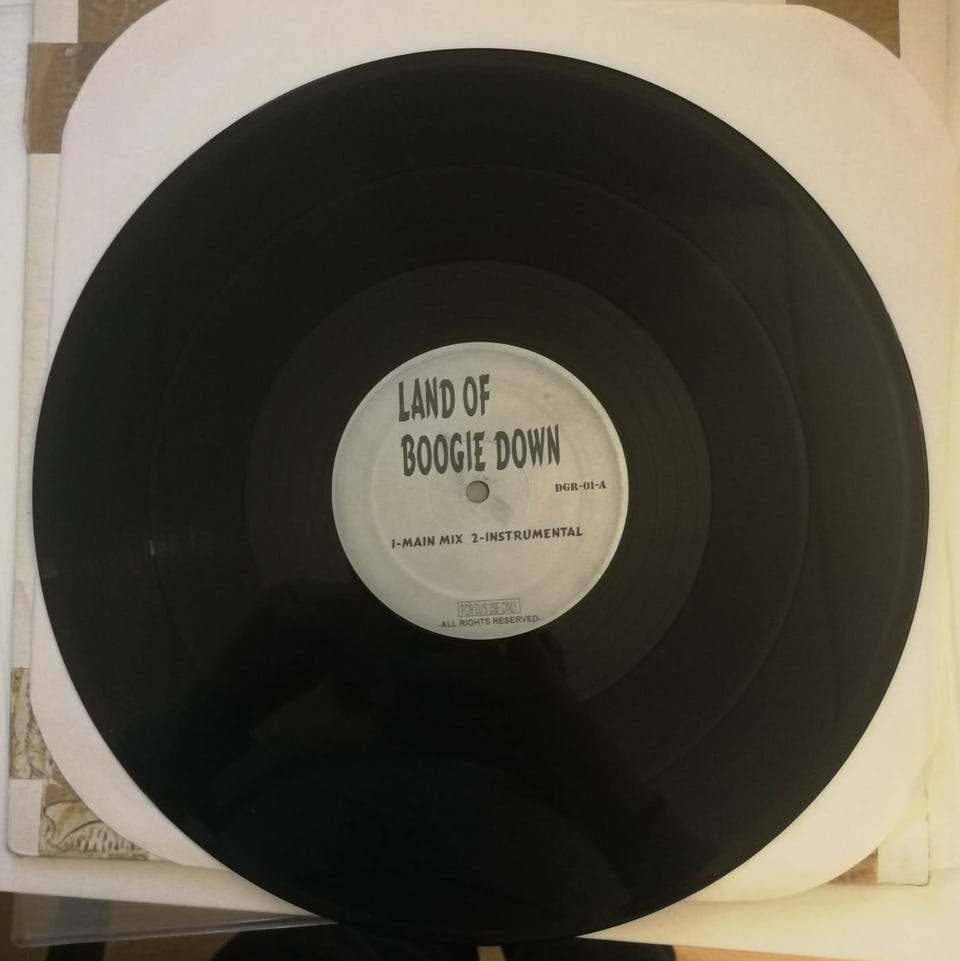 LAND OF
BOOGIE DOWN
DGR-01-A
1-MAIN MIX 2-INSTRUMENTAL
FOR DJ'S USE ONLY
-ALL RIGHTS RESERVED-